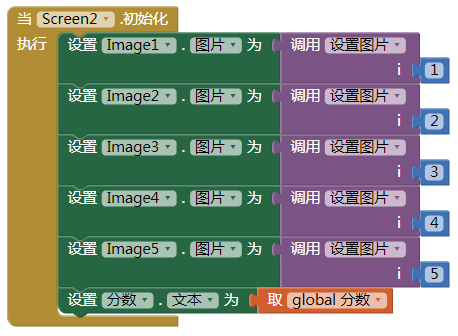 当 Screen2 .初始化
执行 设置 Image1 . 图片 为 调用 设置图片
i 1
设置 Image2 . 图片 为 调用 设置图片
i 2
设置 Image3 . 图片 为 调用 设置图片
i 3
设置 Image4 . 图片 为 调用 设置图片
i 4
设置 Image5 . 图片 为 调用 设置图片
i 5
设置 分数 . 文本 为 取 global 分数